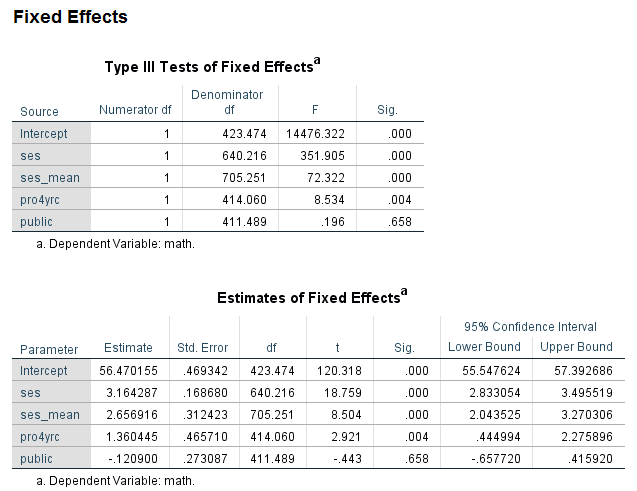 Fixed Effects
Type III Tests of Fixed Effectsa
Source Numerator df Denominator df F Sig.
Intercept 1 423.474 14476.322 .000
ses 1 640.216 351.905 .000
ses_mean 1 705.251 72.322 .000
pro4yrc 1 414.060 8.534 .004
public 1 411.489 .196 .658
a. Dependent Variable: math.
Estimates of Fixed Effectsa
95% Confidence Interval
Parameter Estimate Std. Error df t Sig. Lower Bound Upper Bound
Intercept 56.470155 .469342 423.474 120.318 .000 55.547624 57.392686
ses 3.164287 .168680 640.216 18.759 .000 2.833054 3.495519
ses_mean 2.656916 .312423 705.251 8.504 .000 2.043525 3.270306
pro4yrc 1.360445 .465710 414.060 2.921 .004 .444994 2.275896
public -.120900 .273087 411.489 -.443 .658 -.657720 .415920
a. Dependent Variable: math.